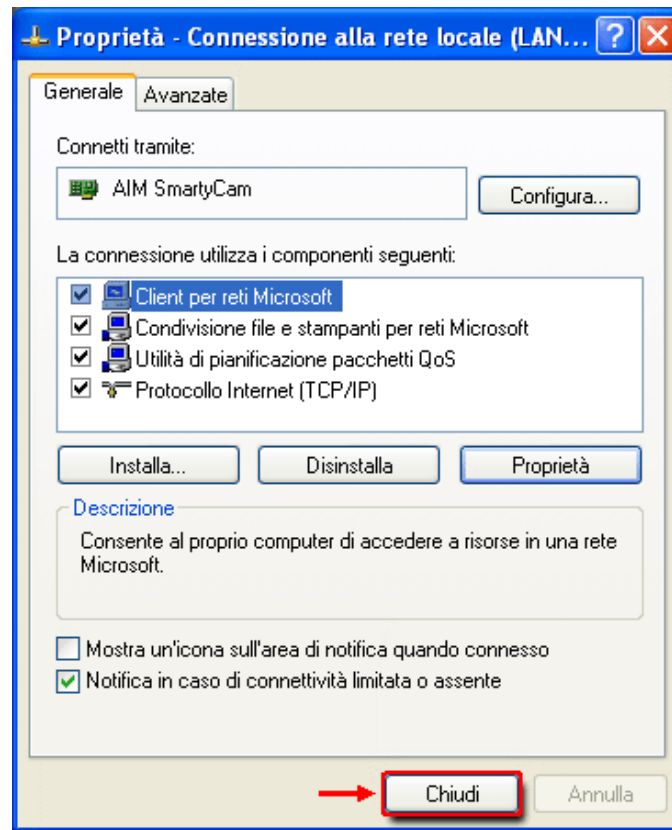 Proprietà - Connessione alla rete locale (LAN...
Generale
Avanzate
Connetti tramite:
AIM SmartyCam
Configura...
La connessione utilizza i componenti seguenti:
Client per reti Microsoft
Condivisione file e stampanti per reti Microsoft
Utilità di pianificazione pacchetti QoS
Protocollo Internet (TCP/IP)
Installa...
Disinstalla
Proprietà
Descrizione
Consente al proprio computer di accedere a risorse in una rete
Microsoft.
Mostra un'icona sull'area di notifica quando connesso
Notifica in caso di connettività limitata o assente
Chiudi
Annulla